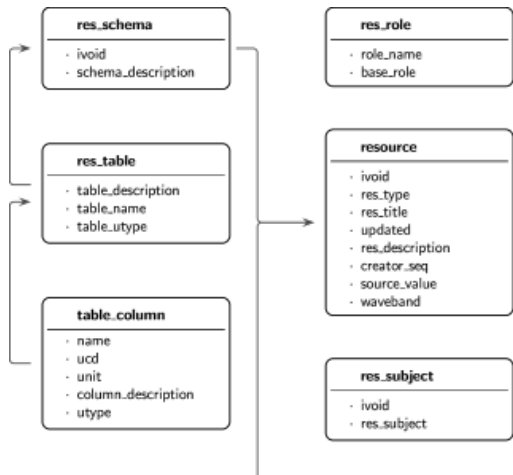 res_schema
· ivoid
· schema_description
res_table
· table_description
· table_name
· table_utype
table_column
· name
· ucd
· unit
· column_description
· utype
res_role
· role_name
· base_role
resource
· ivoid
· res_type
· res_title
· updated
· res_description
· creator_seq
· source_value
· waveband
res_subject
· ivoid
· res_subject